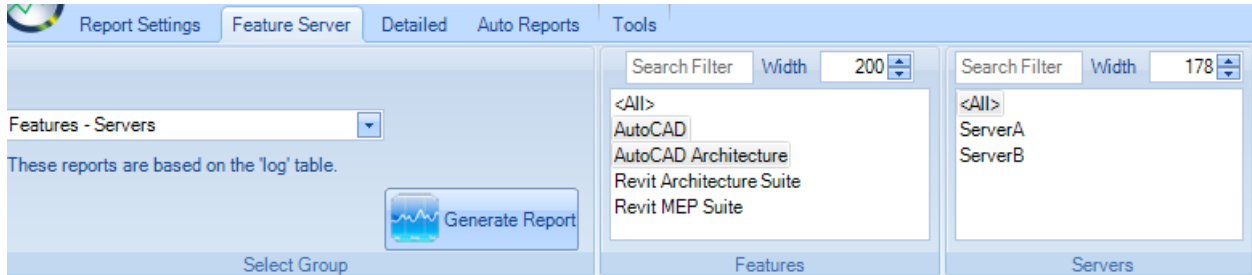 Report Settings Feature Server Detailed Auto Reports Tools
Features - Servers
These reports are based on the 'log' table.
Generate Report
Select Group
Search Filter Width 200
<All>
AutoCAD
AutoCAD Architecture
Revit Architecture Suite
Revit MEP Suite
Features
Search Filter Width 178
<All>
ServerA
ServerB
Servers